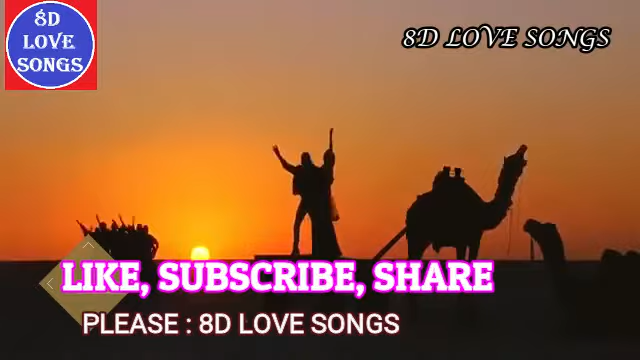 8D
LOVE
SONGS
8D LOVE SONGS
LIKE, SUBSCRIBE, SHARE
PLEASE : 8D LOVE SONGS